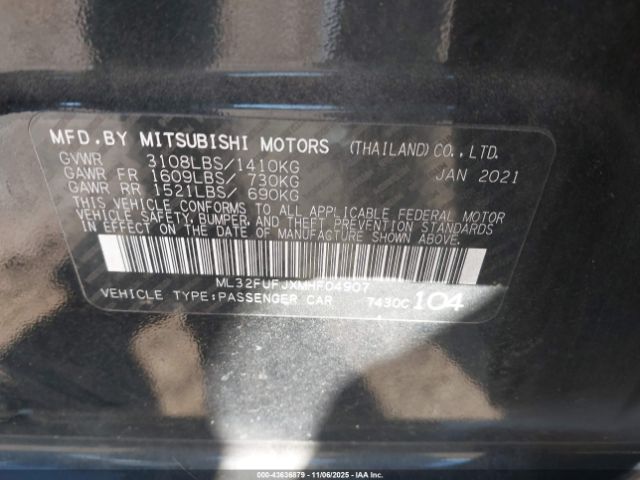 MFD.BY MITSUBISHI MOTORS (THAILAND) CO., LTD.
GVWR 3108LBS/1410KG JAN 2021
GAWR FR 1609LBS/ 730KG
GAWR RR 1521LBS/ 690KG
THIS VEHICLE CONFORMS TO ALL APPLICABLE FEDERAL MOTOR
VEHICLE SAFETY, BUMPER, AND THEFT PREVENTION STANDARDS
IN EFFECT ON THE DATE OF MANUFACTURE SHOWN ABOVE.
ML32FUFJXMHF04907
VEHICLE TYPE:PASSENGER CAR 7430C 104
000-43636879 - 11/06/2025 - IAA Inc.